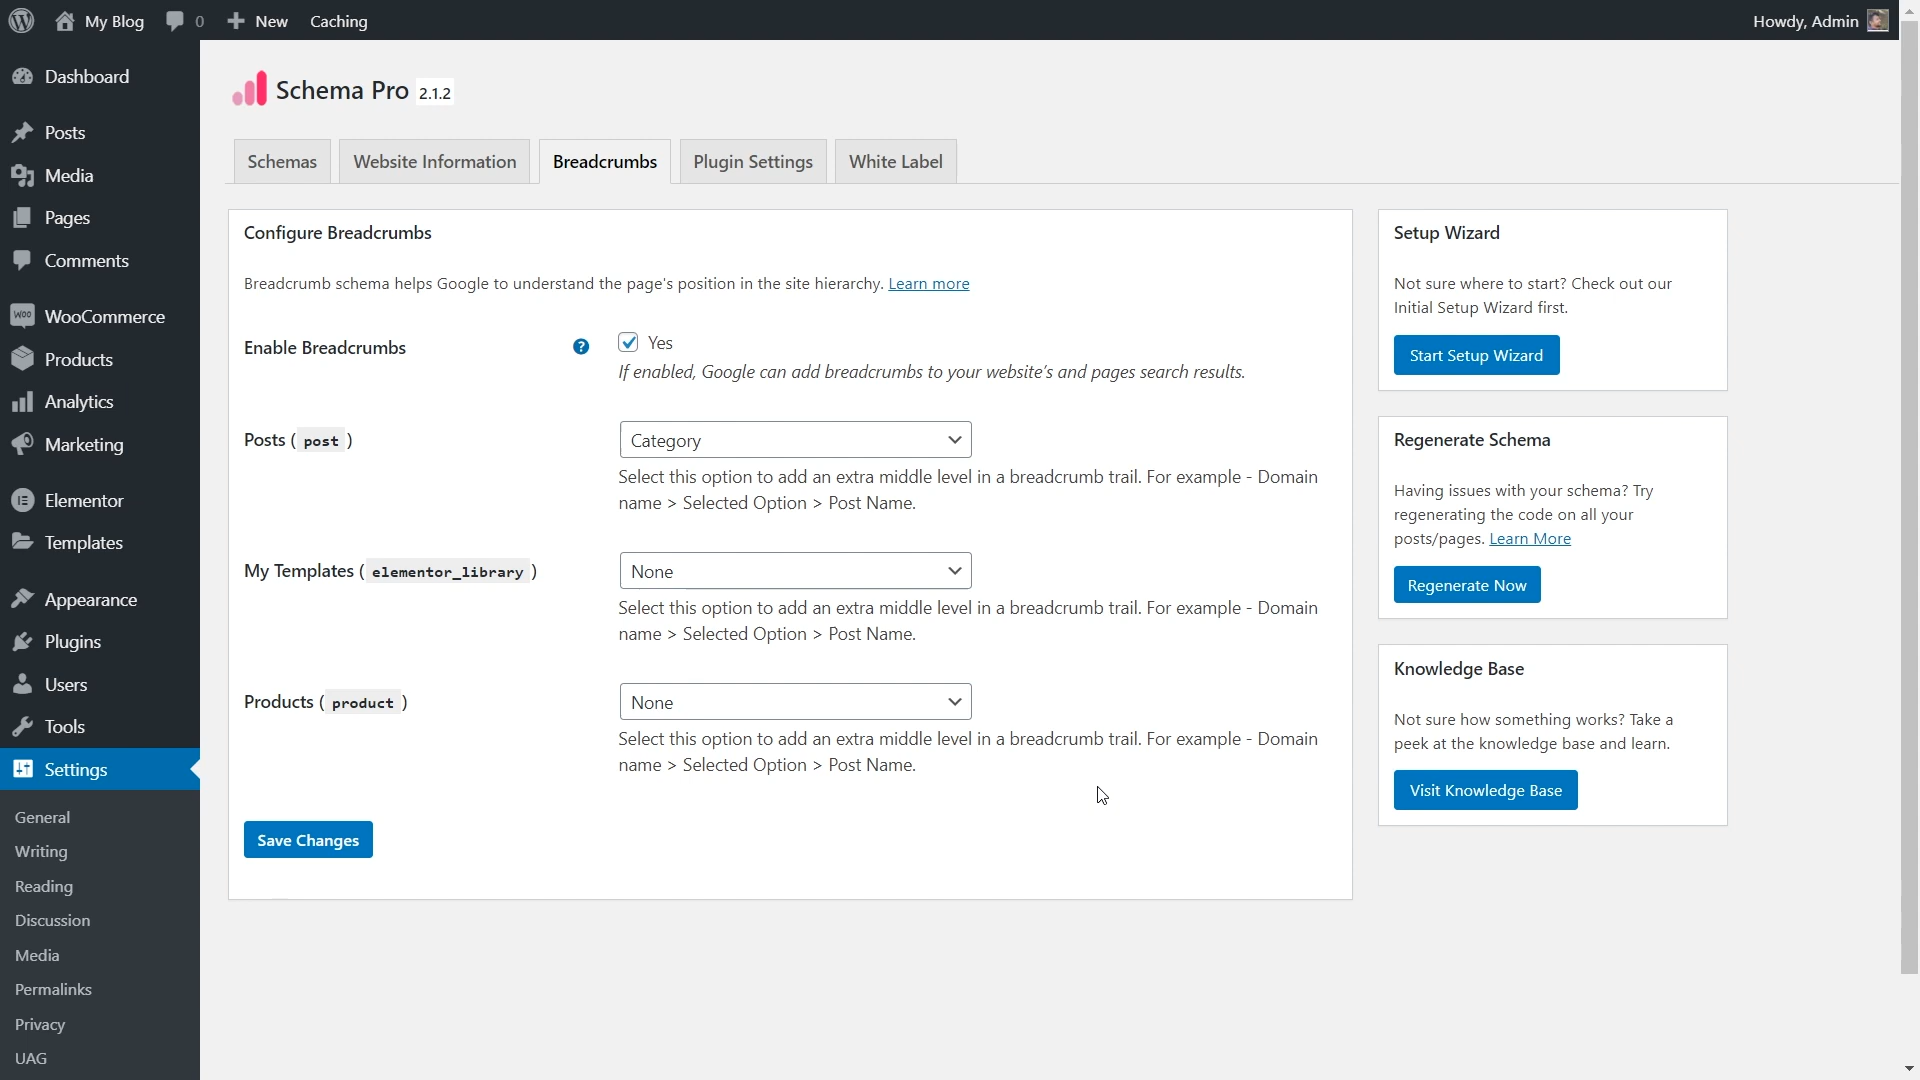 My Blog 0 New Caching Howdy, Admin
Dashboard
Posts
Media
Pages
Comments
WooCommerce
Products
Analytics
Marketing
Elementor
Templates
Appearance
Plugins
Users
Tools
Settings
General
Writing
Reading
Discussion
Media
Permalinks
Privacy
UAG
Schema Pro 2.1.2
Schemas Website Information Breadcrumbs Plugin Settings White Label
Configure Breadcrumbs
Breadcrumb schema helps Google to understand the page's position in the site hierarchy. Learn more
Enable Breadcrumbs ? Yes
If enabled, Google can add breadcrumbs to your website's and pages search results.
Posts ( post ) Category
Select this option to add an extra middle level in a breadcrumb trail. For example - Domain
name > Selected Option > Post Name.
My Templates ( elementor_library ) None
Select this option to add an extra middle level in a breadcrumb trail. For example - Domain
name > Selected Option > Post Name.
Products ( product ) None
Select this option to add an extra middle level in a breadcrumb trail. For example - Domain
name > Selected Option > Post Name.
Save Changes
Setup Wizard
Not sure where to start? Check out our
Initial Setup Wizard first.
Start Setup Wizard
Regenerate Schema
Having issues with your schema? Try
regenerating the code on all your
posts/pages. Learn More
Regenerate Now
Knowledge Base
Not sure how something works? Take a
peek at the knowledge base and learn.
Visit Knowledge Base